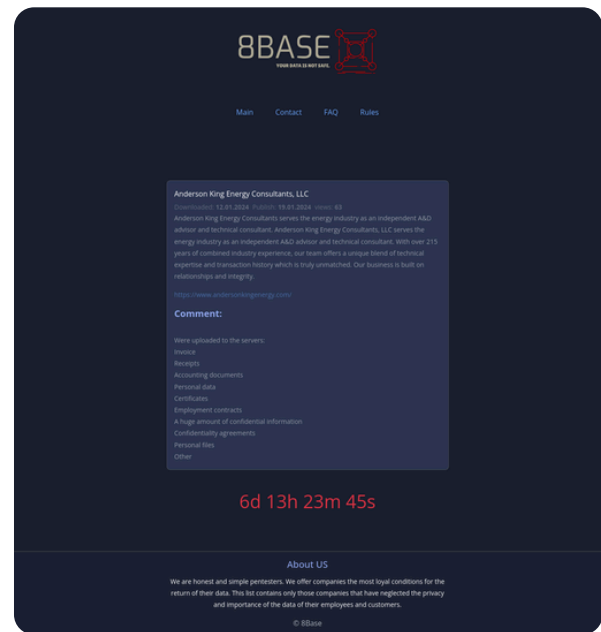 8BASE
YOUR DATA IS NOT SAFE.
Main Contact FAQ Rules
Anderson King Energy Consultants, LLC
Downloaded: 12.01.2024 Publish: 19.01.2024 views: 63
Anderson King Energy Consultants serves the energy industry as an independent A&D
advisor and technical consultant. Anderson King Energy Consultants, LLC serves the
energy industry as an independent A&D advisor and technical consultant. With over 215
years of combined industry experience, our team offers a unique blend of technical
expertise and transaction history which is truly unmatched. Our business is built on
relationships and integrity.
https://www.andersonkingenergy.com/
Comment:
Were uploaded to the servers:
Invoice
Receipts
Accounting documents
Personal data
Certificates
Employment contracts
A huge amount of confidential information
Confidentiality agreements
Personal files
Other
6d 13h 23m 45s
About US
We are honest and simple pentesters. We offer companies the most loyal conditions for the
return of their data. This list contains only those companies that have neglected the privacy
and importance of the data of their employees and customers.
© 8Base